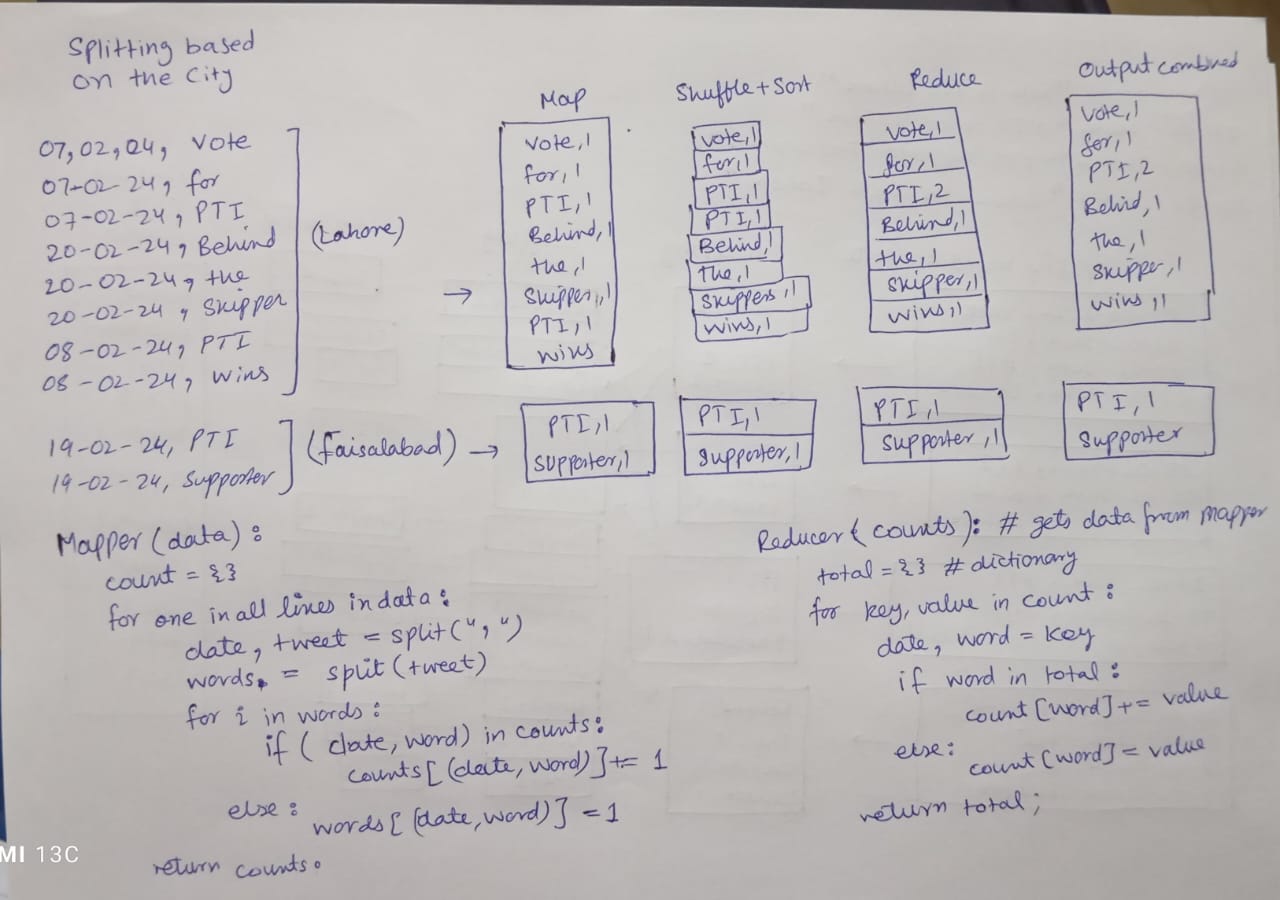 Splitting based
on the City
07,02,24, Vote
07-02-24, for
07-02-24, PTI
20-02-24, Behind
20-02-24, the
20-02-24, Skipper
08-02-24, PTI
08-02-24, wins
(Lahore)
→
Map
Vote,1
for,1
PTI,1
Behind,1
the,1
Skipper,,1
PTI,1
wins
Shuffle + Sort
vote,1
for,1
PTI,1
PTI,1
Behind,1
the,1
Skippers,1
wins,1
Reduce
vote,1
for,1
PTI,2
Behind,1
the,1
skipper,1
wins,1
Output combined
vote,1
for,1
PTI,2
Behind,1
the,1
Skipper,1
wins,1
19-02-24, PTI
19-02-24, Supporter
(Faisalabad) →
PTI,1
supporter,1
PTI,1
supporter,1
PTI,1
supporter,1
PTI,1
Supporter
Mapper (data):
count = {}
for one in all lines in data:
date, tweet = split(",")
words. = split (tweet)
for i in words:
if ( date, word) in counts:
counts[(date, word)] += 1
else:
words[(date,word)] = 1
return counts.
Reducer( counts): # gets data from mapper
total = {} # dictionary
for key, value in count:
date, word = key
if word in total:
count [word] += value
else:
count [word] = value
return total;
MI 13C